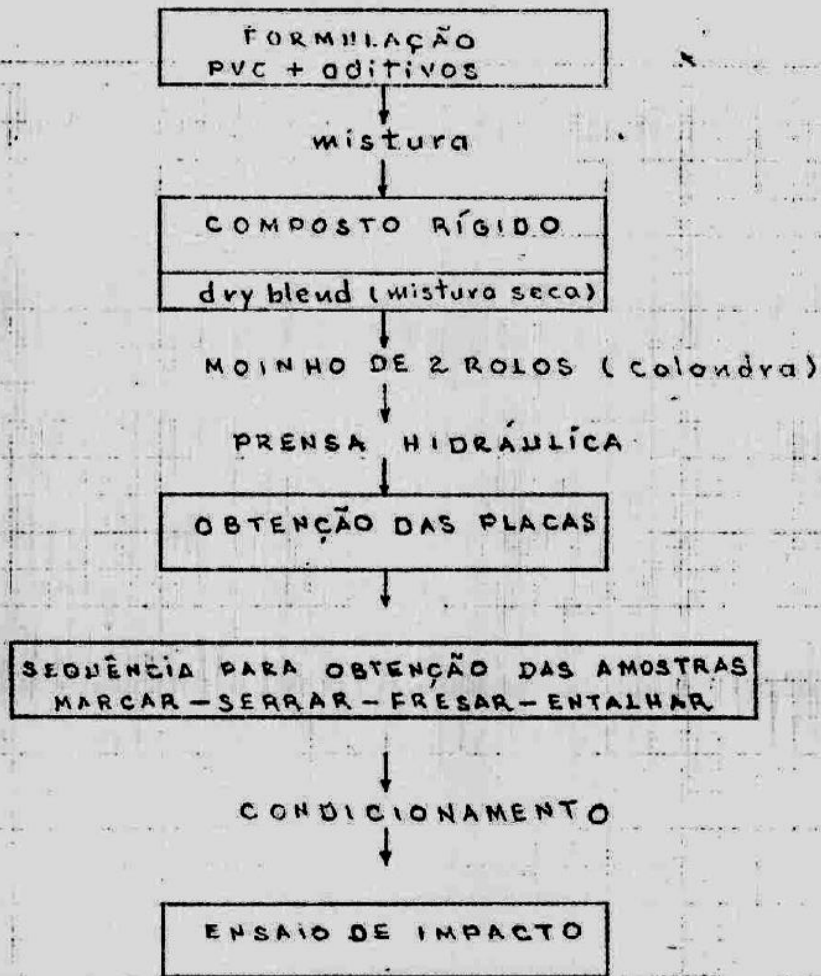 FORMULAÇÃO
PVC + aditivos
mistura
COMPOSTO RÍGIDO
dry blend (mistura seca)
MOINHO DE 2 ROLOS (calandra)
PRENSA HIDRÁULICA
OBTENÇÃO DAS PLACAS
SEQUÊNCIA PARA OBTENÇÃO DAS AMOSTRAS
MARCAR - SERRAR - FRESAR - ENTALHAR
CONDICIONAMENTO
ENSAIO DE IMPACTO